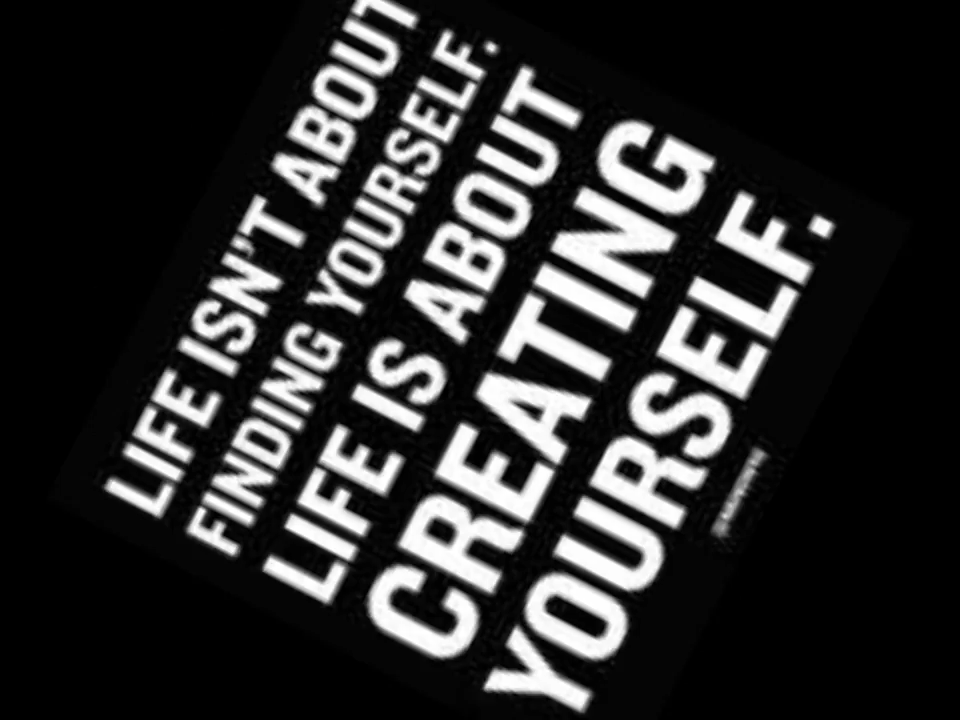 LIFE ISN'T ABOUT
FINDING YOURSELF.
LIFE IS ABOUT
CREATING
YOURSELF.